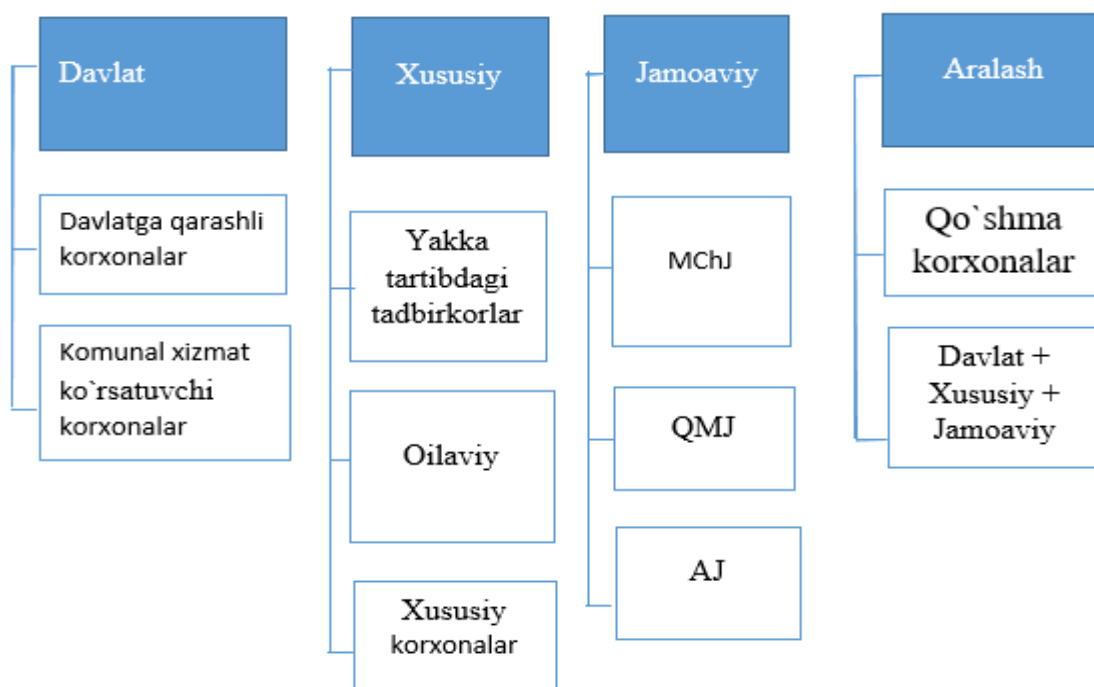 Davlat
Davlatga qarashli
korxonalar
Komunal xizmat
ko`rsatuvchi
korxonalar
Xususiy
Yakka
tartibdagi
tadbirkorlar
Oilaviy
Xususiy
korxonalar
Jamoaviy
MChJ
QMJ
AJ
Aralash
Qo`shma
korxonalar
Davlat +
Xususiy +
Jamoaviy